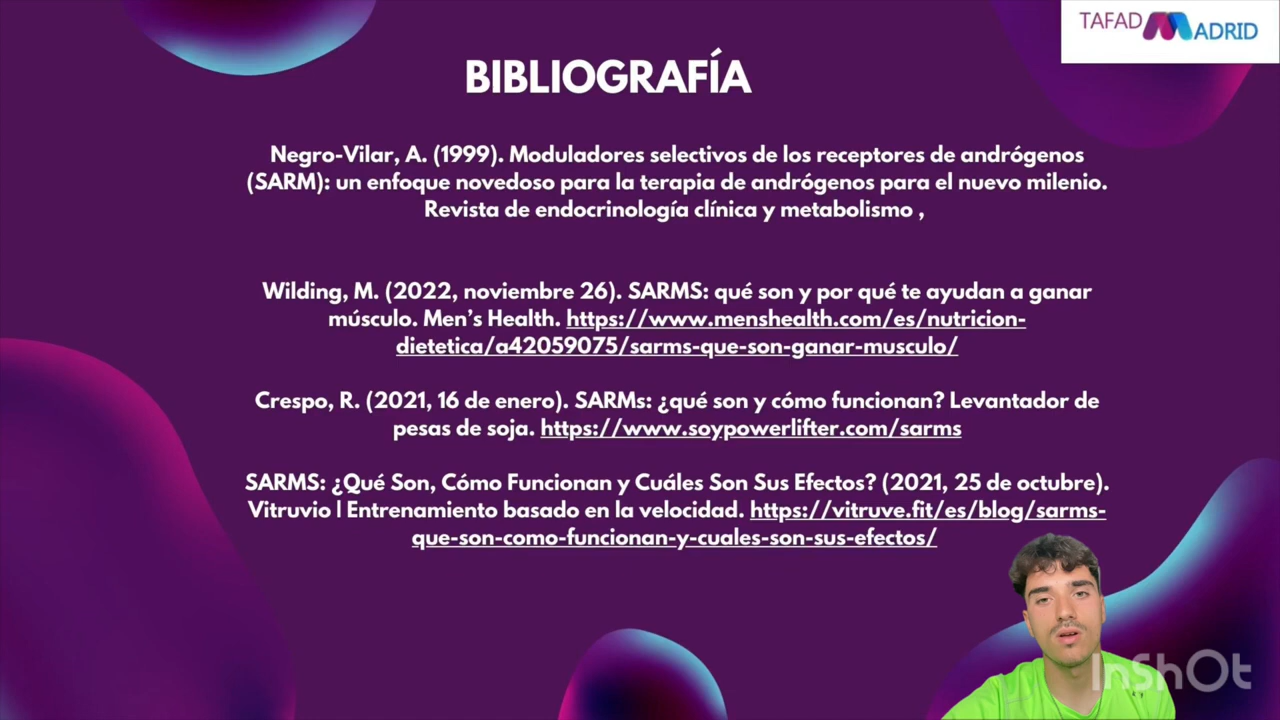 TAFAD MADRID
BIBLIOGRAFÍA
Negro-Vilar, A. (1999). Moduladores selectivos de los receptores de andrógenos
(SARM): un enfoque novedoso para la terapia de andrógenos para el nuevo milenio.
Revista de endocrinología clínica y metabolismo ,
Wilding, M. (2022, noviembre 26). SARMS: qué son y por qué te ayudan a ganar
músculo. Men’s Health. https://www.menshealth.com/es/nutricion-
dietetica/a42059075/sarms-que-son-ganar-musculo/
Crespo, R. (2021, 16 de enero). SARMs: ¿qué son y cómo funcionan? Levantador de
pesas de soja. https://www.soypowerlifter.com/sarms
SARMS: ¿Qué Son, Cómo Funcionan y Cuáles Son Sus Efectos? (2021, 25 de octubre).
Vitruvio | Entrenamiento basado en la velocidad. https://vitruve.fit/es/blog/sarms-
que-son-como-funcionan-y-cuales-son-sus-efectos/
InShOt